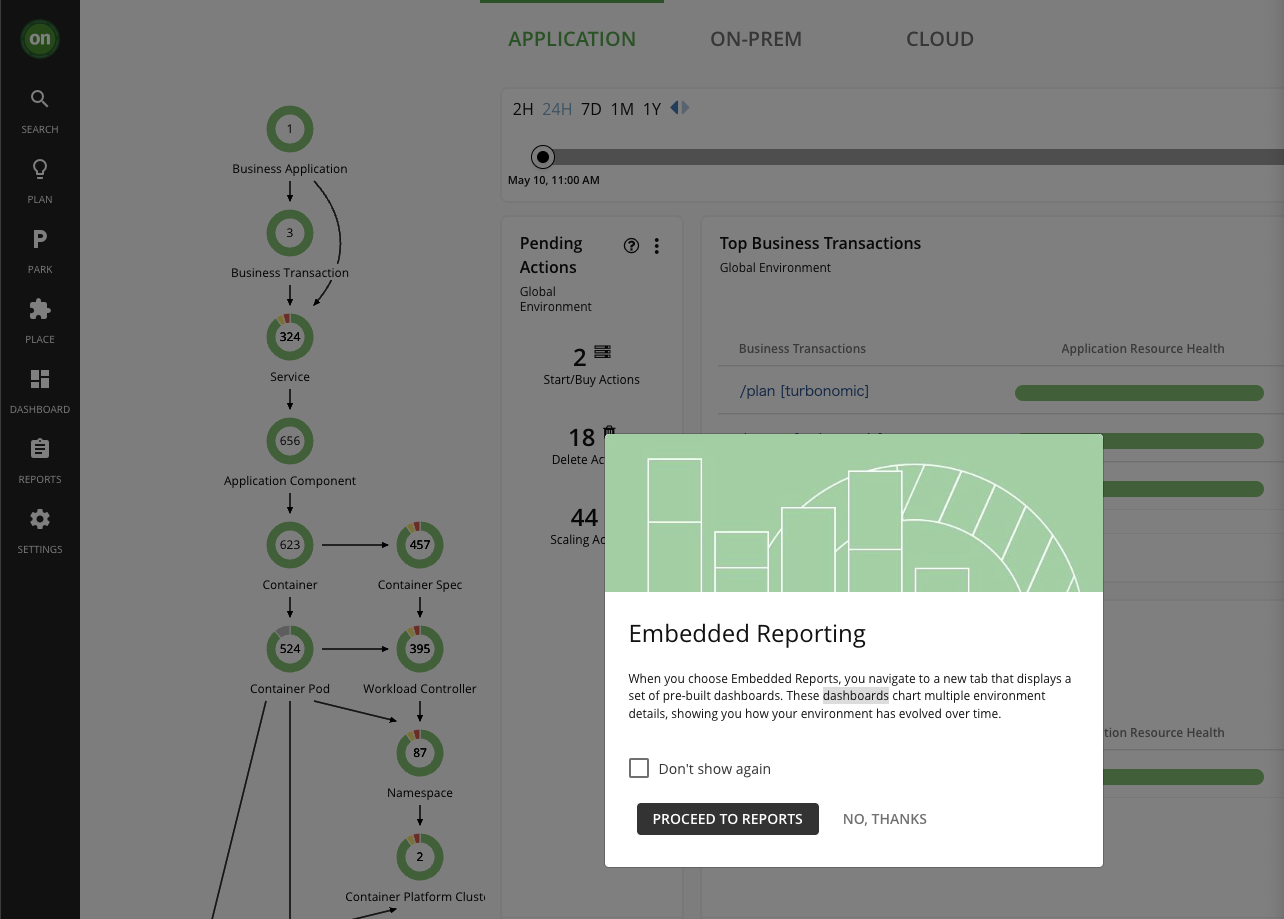 on
SEARCH
PLAN
P
PARK
PLACE
DASHBOARD
REPORTS
SETTINGS
1
Business Application
3
Business Transaction
324
Service
656
Application Component
623
457
Container
Container Spec
524
395
Container Pod
Workload Controller
87
Namespace
2
Container Platform Clust
APPLICATION
ON-PREM
CLOUD
2H 24H 7D 1M 1Y
May 10, 11:00 AM
Pending
Actions
Global
Environment
2
Start/Buy Actions
18
Delete Ac
44
Scaling Ac
Top Business Transactions
Global Environment
Business Transactions
Application Resource Health
/plan [turbonomic]
tion Resource Health
Embedded Reporting
When you choose Embedded Reports, you navigate to a new tab that displays a
set of pre-built dashboards. These dashboards chart multiple environment
details, showing you how your environment has evolved over time.
Don't show again
PROCEED TO REPORTS
NO, THANKS